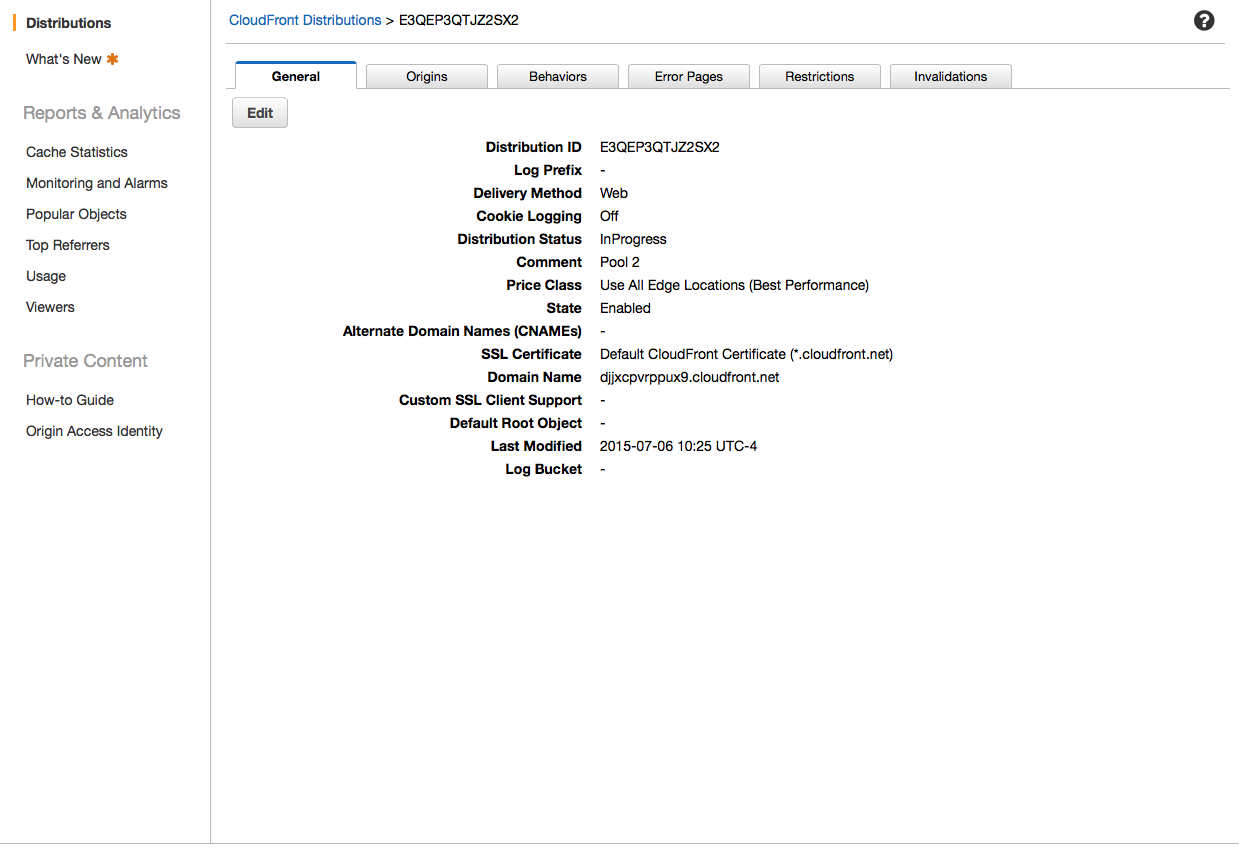 Distributions
What's New
Reports & Analytics
Cache Statistics
Monitoring and Alarms
Popular Objects
Top Referrers
Usage
Viewers
Private Content
How-to Guide
Origin Access Identity
CloudFront Distributions > E3QEP3QTJZ2SX2
?
General Origins Behaviors Error Pages Restrictions Invalidations
Edit
Distribution ID E3QEP3QTJZ2SX2
Log Prefix -
Delivery Method Web
Cookie Logging Off
Distribution Status InProgress
Comment Pool 2
Price Class Use All Edge Locations (Best Performance)
State Enabled
Alternate Domain Names (CNAMEs) -
SSL Certificate Default CloudFront Certificate (*.cloudfront.net)
Domain Name djjxcpvrppux9.cloudfront.net
Custom SSL Client Support -
Default Root Object -
Last Modified 2015-07-06 10:25 UTC-4
Log Bucket -